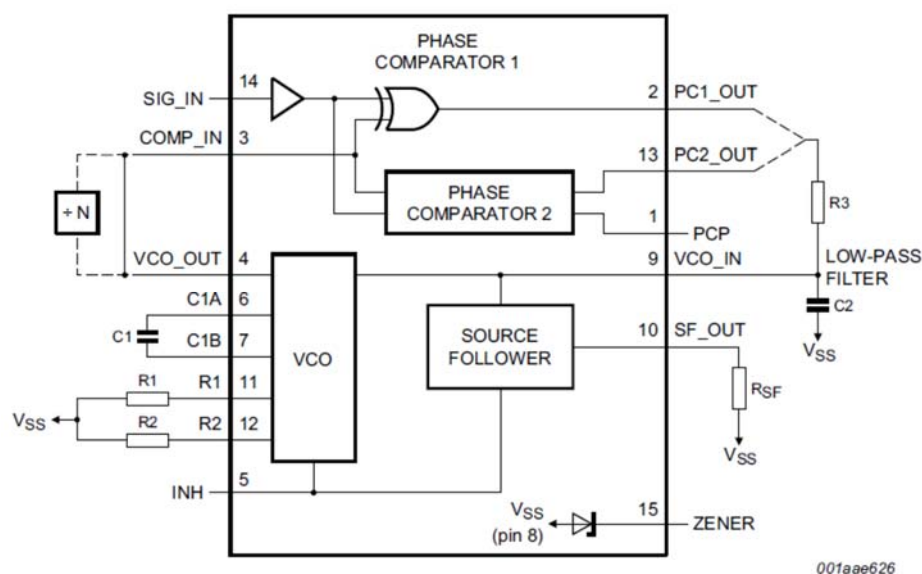 PHASE
COMPARATOR 1
14
SIG_IN
2 PC1_OUT
COMP_IN 3
13 PC2_OUT
÷ N
PHASE
COMPARATOR 2
R3
1
PCP
VCO_OUT 4
9 VCO_IN
LOW-PASS
FILTER
C1A 6
C2
C1
C1B 7
VCO
SOURCE
FOLLOWER
10 SF_OUT
VSS
R1 R1 11
RSF
VSS
R2 R2 12
VSS
INH 5
VSS
(pin 8)
15
ZENER
001aae626